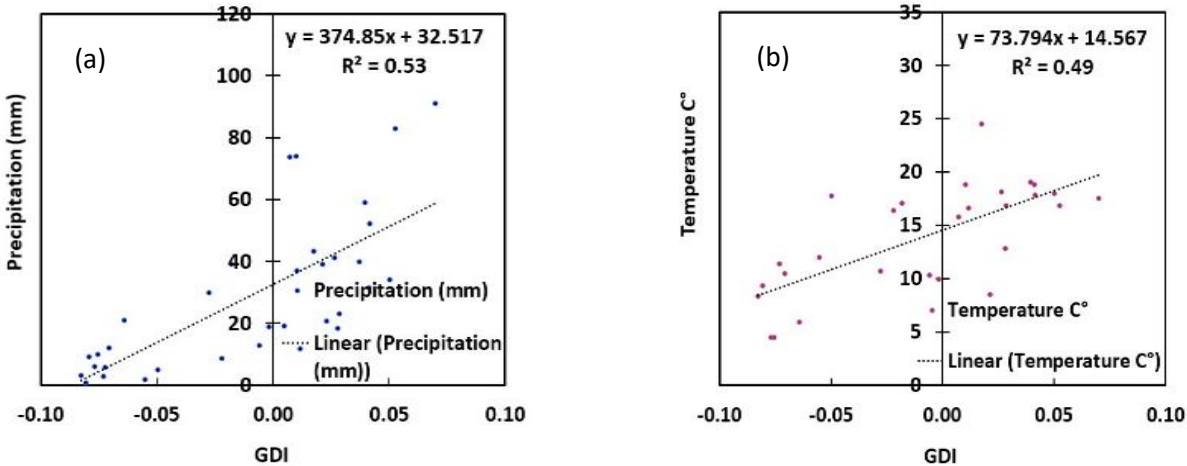 (a)
y = 374.85x + 32.517
R² = 0.53
120
100
80
60
40
20
0
Precipitation (mm)
Precipitation (mm)
Linear (Precipitation
(mm))
-0.10
-0.05
0.00
0.05
0.10
GDI
(b)
y = 73.794x + 14.567
R² = 0.49
35
30
25
20
15
10
5
0
Temperature C°
Temperature C°
Linear (Temperature C°)
-0.10
-0.05
0.00
0.05
0.10
GDI